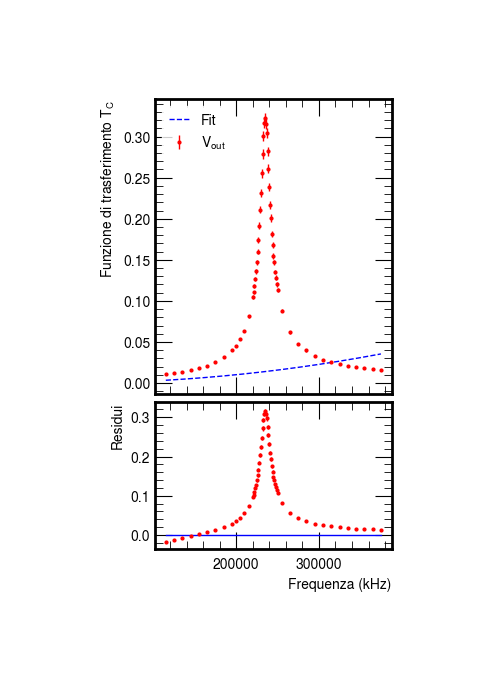 Funzione di trasferimento T_C
Fit
V_out
0.30
0.25
0.20
0.15
0.10
0.05
0.00
Residui
0.3
0.2
0.1
0.0
200000 300000
Frequenza (kHz)